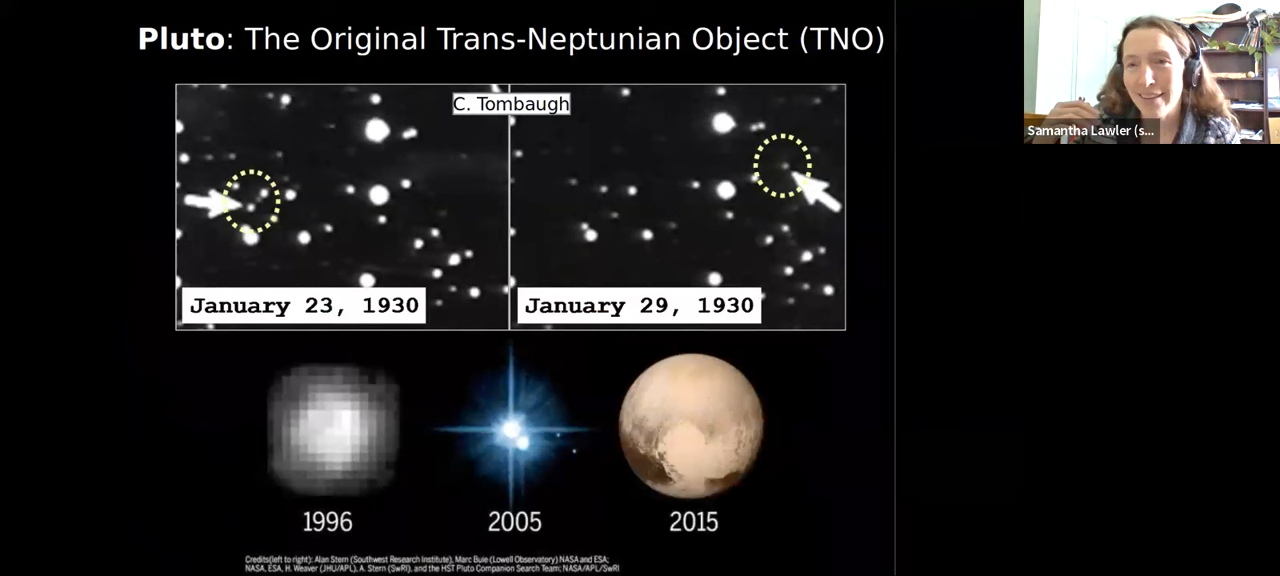 Pluto: The Original Trans-Neptunian Object (TNO)
Samantha Lawler (s...
C. Tombaugh
January 23, 1930
January 29, 1930
1996
2005
2015
Credits(left to right): Alan Stern (Southwest Research Institute), Marc Buie (Lowell Observatory) NASA and ESA;
NASA, ESA, H. Weaver (JHU/APL), A. Stern (SwRI), and the HST Pluto Companion Search Team; NASA/APL/SwRI